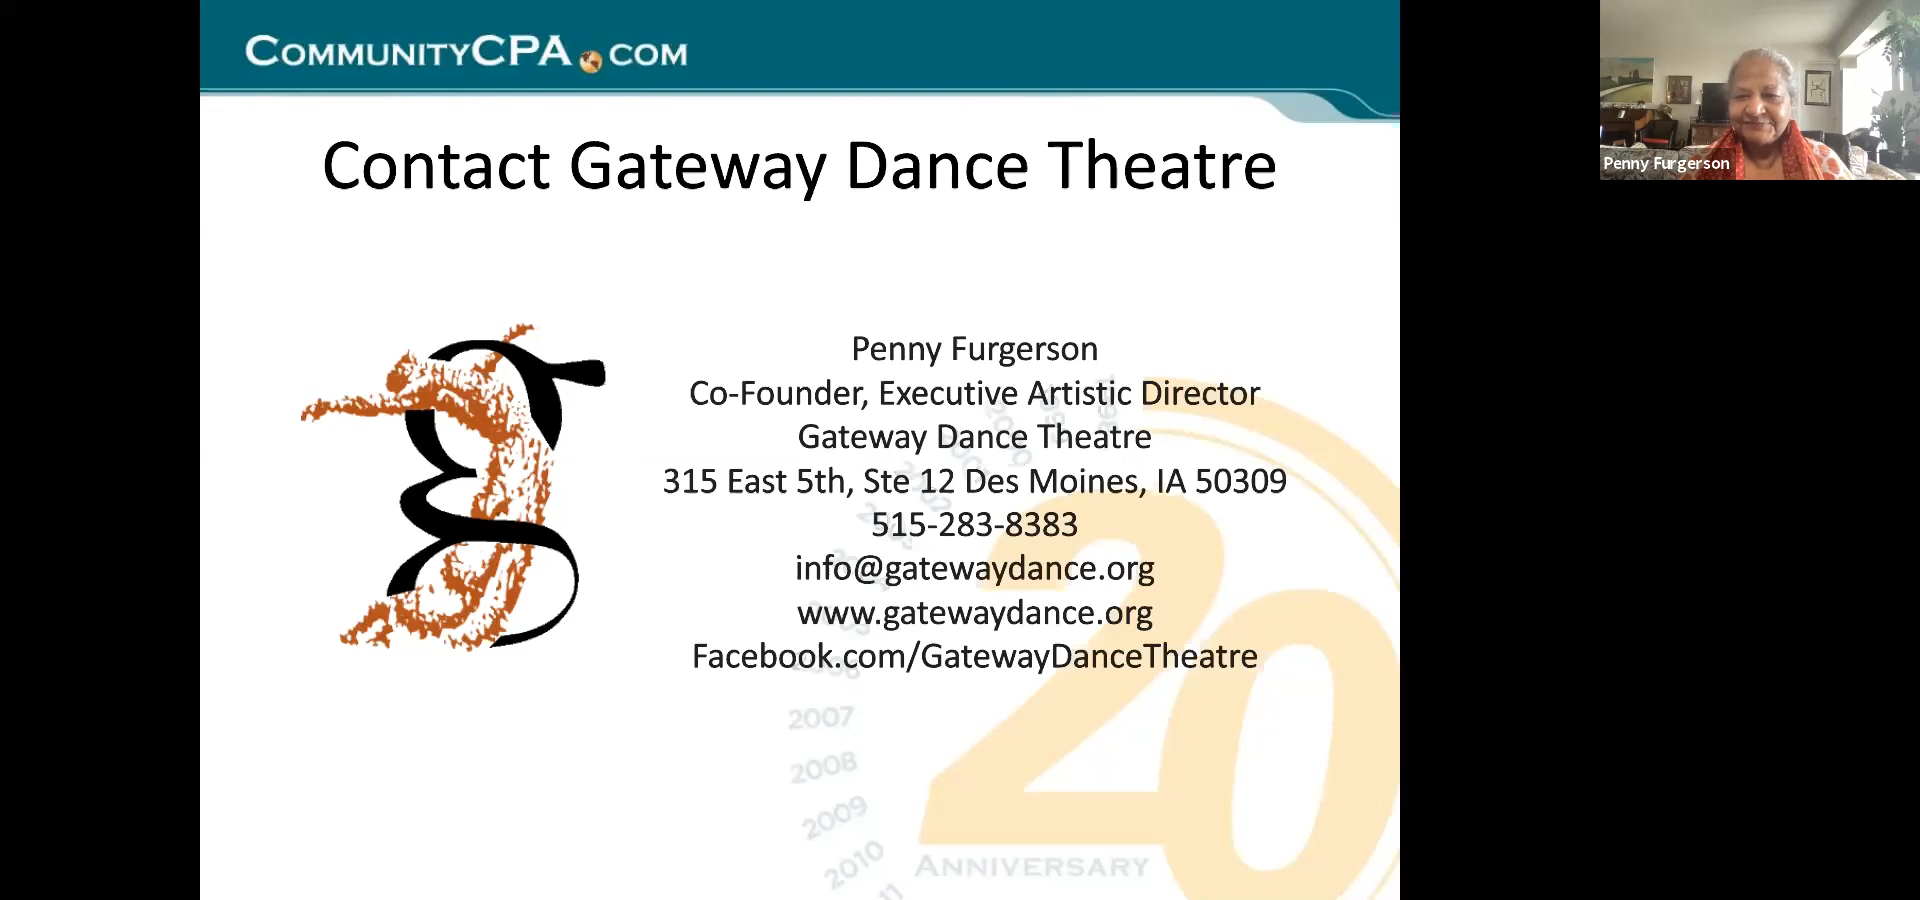 COMMUNITYCPA.COM
Contact Gateway Dance Theatre
Penny Furgerson
Penny Furgerson
Co-Founder, Executive Artistic Director
Gateway Dance Theatre
315 East 5th, Ste 12 Des Moines, IA 50309
515-283-8383
info@gatewaydance.org
www.gatewaydance.org
Facebook.com/GatewayDanceTheatre
2007
2008
2009
2010
20
ANNIVERSARY